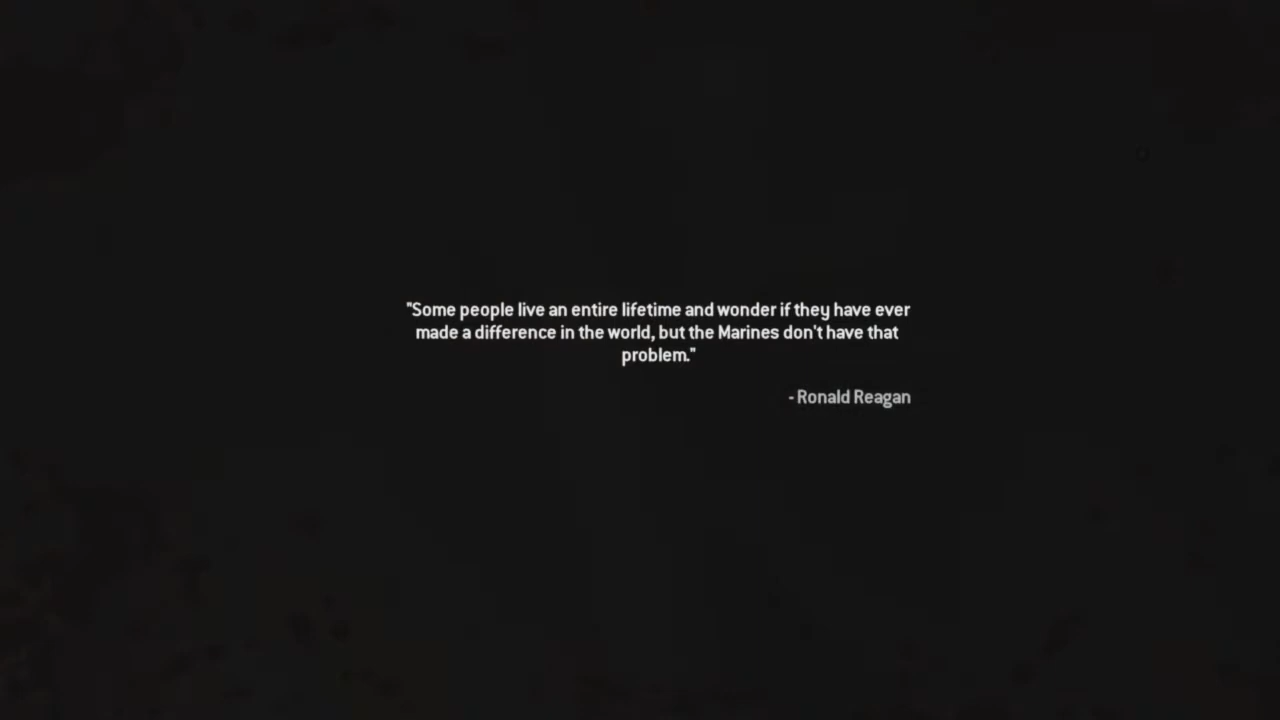 "Some people live an entire lifetime and wonder if they have ever
made a difference in the world, but the Marines don't have that
problem."
- Ronald Reagan